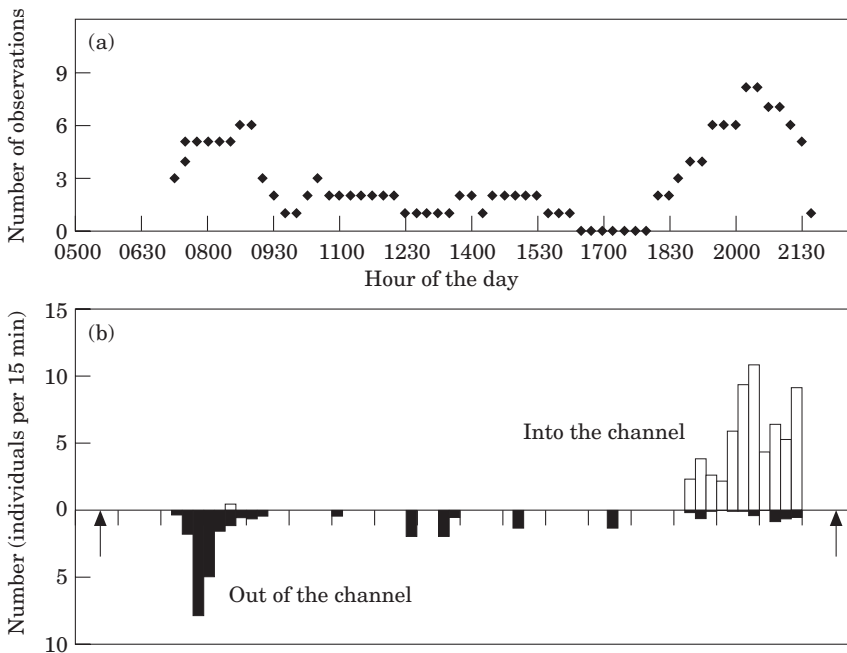 (a)
Number of observations
9
6
3
0
0500 0630 0800 0930 1100 1230 1400 1530 1700 1830 2000 2130
Hour of the day
15
(b)
Number (individuals per 15 min)
10
Into the channel
5
0
5
Out of the channel
10